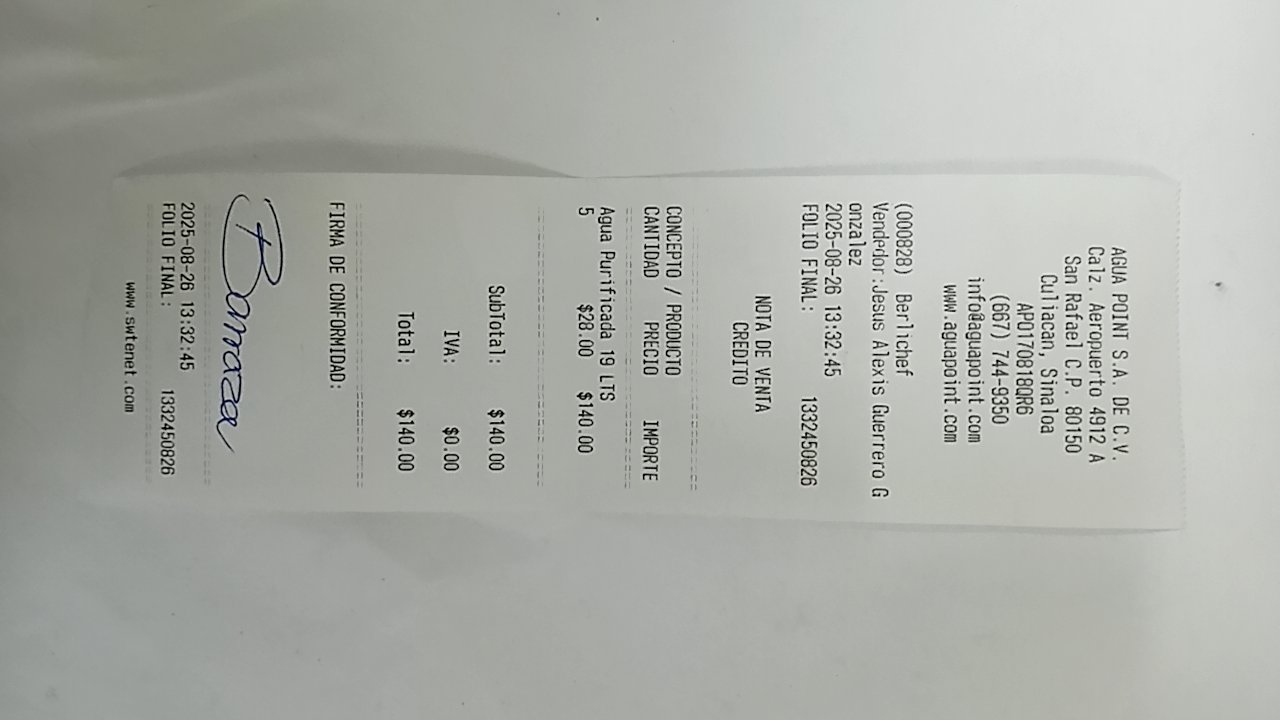 AGUA POINT S.A. DE C.V.
Calz. Aeropuerto 4912 A
San Rafael C.P. 80150
Culiacan, Sinaloa
APO170818QR6
(667) 744-9350
info@aguapoint.com
www.aguapoint.com
(000828) Berlichef
Vendedor:Jesus Alexis Guerrero G
onzalez
2025-08-26 13:32:45
FOLIO FINAL: 1332450826
NOTA DE VENTA
CREDITO
CONCEPTO / PRODUCTO
CANTIDAD PRECIO IMPORTE
Agua Purificada 19 LTS
5 $28.00 $140.00
SubTotal: $140.00
IVA: $0.00
Total: $140.00
FIRMA DE CONFORMIDAD:
Barraza
2025-08-26 13:32:45
FOLIO FINAL: 1332450826
www.swtenet.com